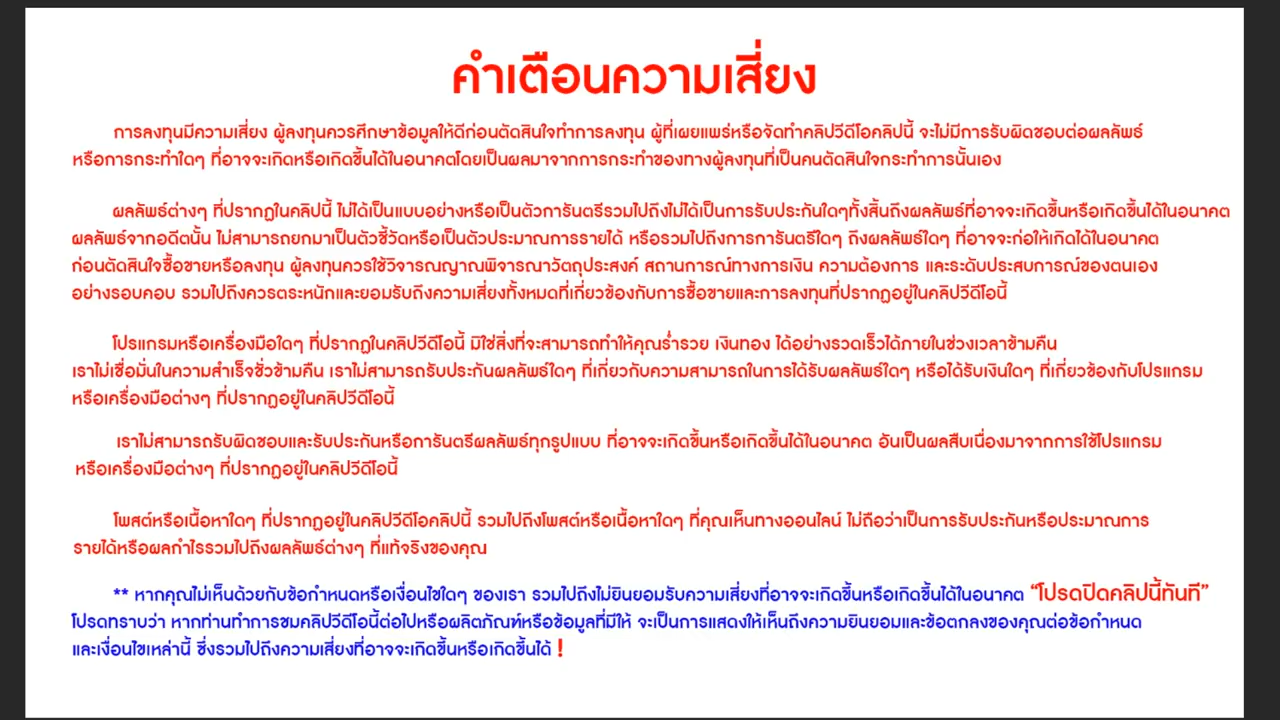 คำเตือนความเสี่ยง
การลงทุนมีความเสี่ยง ผู้ลงทุนควรศึกษาข้อมูลให้ดีก่อนตัดสินใจทำการลงทุน ผู้ที่เผยแพร่หรือจัดทำคลิปวีดีโอคลิปนี้ จะไม่มีการรับผิดชอบต่อผลลัพธ์
หรือการกระทำใดๆ ที่อาจจะเกิดหรือเกิดขึ้นได้ในอนาคตโดยเป็นผลมาจากการกระทำของทางผู้ลงทุนที่เป็นคนตัดสินใจกระทำการนั้นเอง
ผลลัพธ์ต่างๆ ที่ปรากฏในคลิปนี้ ไม่ได้เป็นแบบอย่างหรือเป็นตัวการันตรีรวมไปถึงไม่ได้เป็นการรับประกันใดๆทั้งสิ้นถึงผลลัพธ์ที่อาจจะเกิดขึ้นหรือเกิดขึ้นได้ในอนาคต
ผลลัพธ์จากอดีตนั้น ไม่สามารถยกมาเป็นตัวชี้วัดหรือเป็นตัวประมาณการรายได้ หรือรวมไปถึงการการันตรีใดๆ ถึงผลลัพธ์ใดๆ ที่อาจจะก่อให้เกิดได้ในอนาคต
ก่อนตัดสินใจซื้อขายหรือลงทุน ผู้ลงทุนควรใช้วิจารณญาณพิจารณาวัตถุประสงค์ สถานการณ์ทางการเงิน ความต้องการ และระดับประสบการณ์ของตนเอง
อย่างรอบคอบ รวมไปถึงควรตระหนักและยอมรับถึงความเสี่ยงทั้งหมดที่เกี่ยวข้องกับการซื้อขายและการลงทุนที่ปรากฏอยู่ในคลิปวีดีโอนี้
โปรแกรมหรือเครื่องมือใดๆ ที่ปรากฏในคลิปวีดีโอนี้ มิใช่สิ่งที่จะสามารถทำให้คุณร่ำรวย เงินทอง ได้อย่างรวดเร็วได้ภายในช่วงเวลาข้ามคืน
เราไม่เชื่อมั่นในความสำเร็จชั่วข้ามคืน เราไม่สามารถรับประกันผลลัพธ์ใดๆ ที่เกี่ยวกับความสามารถในการได้รับผลลัพธ์ใดๆ หรือได้รับเงินใดๆ ที่เกี่ยวข้องกับโปรแกรม
หรือเครื่องมือต่างๆ ที่ปรากฏอยู่ในคลิปวีดีโอนี้
เราไม่สามารถรับผิดชอบและรับประกันหรือการันตรีผลลัพธ์ทุกรูปแบบ ที่อาจจะเกิดขึ้นหรือเกิดขึ้นได้ในอนาคต อันเป็นผลสืบเนื่องมาจากการใช้โปรแกรม
หรือเครื่องมือต่างๆ ที่ปรากฏอยู่ในคลิปวีดีโอนี้
โพสต์หรือเนื้อหาใดๆ ที่ปรากฏอยู่ในคลิปวีดีโอคลิปนี้ รวมไปถึงโพสต์หรือเนื้อหาใดๆ ที่คุณเห็นทางออนไลน์ ไม่ถือว่าเป็นการรับประกันหรือประมาณการ
รายได้หรือผลกำไรรวมไปถึงผลลัพธ์ต่างๆ ที่แท้จริงของคุณ
** หากคุณไม่เห็นด้วยกับข้อกำหนดหรือเงื่อนไขใดๆ ของเรา รวมไปถึงไม่ยินยอมรับความเสี่ยงที่อาจจะเกิดขึ้นหรือเกิดขึ้นได้ในอนาคต “โปรดปิดคลิปนี้ทันที”
โปรดทราบว่า หากท่านทำการชมคลิปวีดีโอนี้ต่อไปหรือผลิตภัณฑ์หรือข้อมูลที่มีให้ จะเป็นการแสดงให้เห็นถึงความยินยอมและข้อตกลงของคุณต่อข้อกำหนด
และเงื่อนไขเหล่านี้ ซึ่งรวมไปถึงความเสี่ยงที่อาจจะเกิดขึ้นหรือเกิดขึ้นได้ !